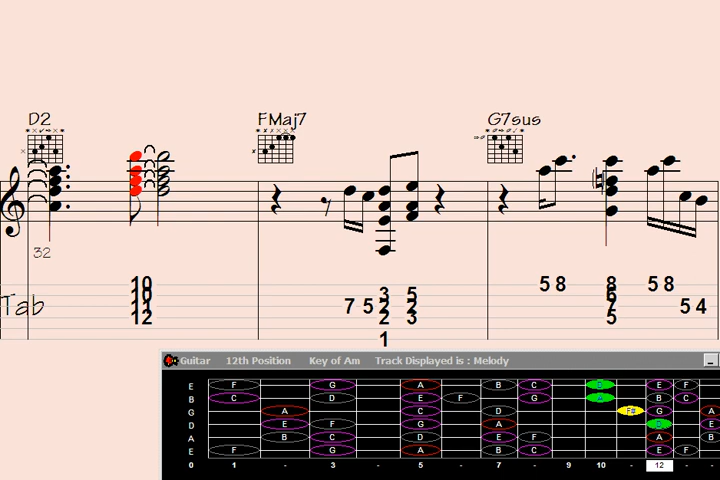 D2 FMaj7 G7sus
32
Tab
10 5 8 8 5 8
10 3 5 6
11 7 5 2 2 7 5 4
12 2 3 5
1
Guitar 12th Position Key of Am Track Displayed is : Melody
E F G A B C D E F
B C D E F G A B C
G A C D F# G A
D E F G A D E
A B C D E F A B
E F G A B C E F
0 1 - 3 - 5 - 7 - 9 10 - 12 - -